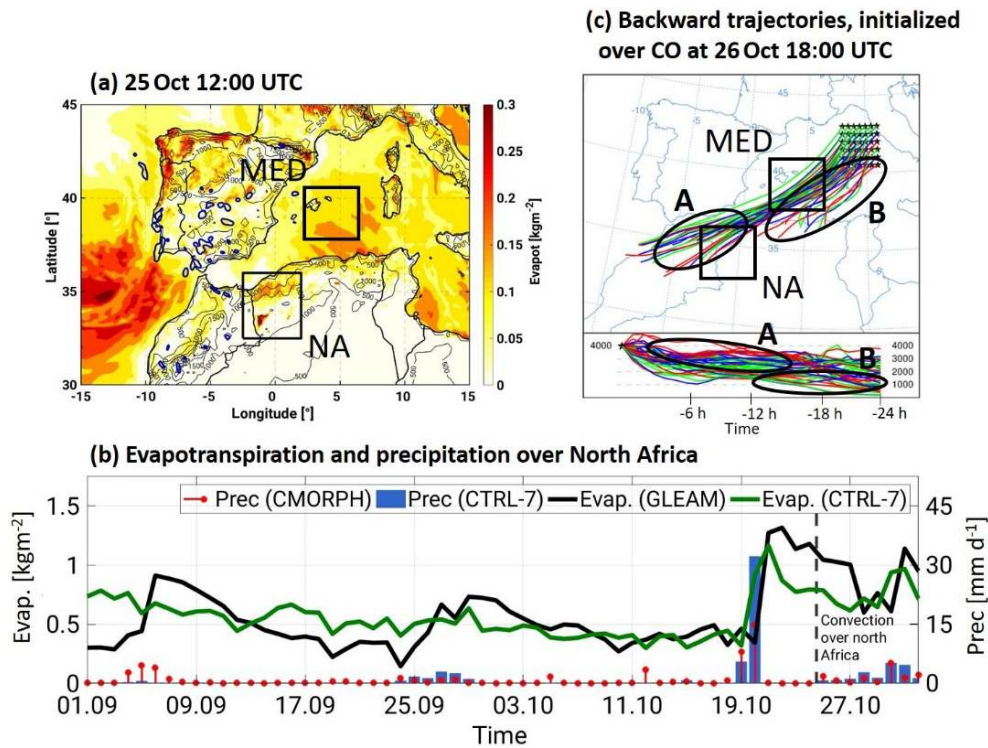 (a) 25 Oct 12:00 UTC
45
40
35
30
Latitude [°]
-15
-10
-5
0
5
10
15
Longitude [°]
MED
NA
0.3
0.25
0.2
0.15
0.1
0.05
0
Evapot [kgm-2]
(c) Backward trajectories, initialized
over CO at 26 Oct 18:00 UTC
MED
A
B
NA
A
B
4000
4000
3000
2000
1000
-6 h
-12 h
-18 h
-24 h
Time
(b) Evapotranspiration and precipitation over North Africa
Prec (CMORPH) Prec (CTRL-7) Evap. (GLEAM) Evap. (CTRL-7)
1.5
1
0.5
0
Evap. [kgm-2]
45
30
15
0
Prec [mm d-1]
Convection
over north
Africa
01.09
09.09
17.09
25.09
03.10
11.10
19.10
27.10
Time